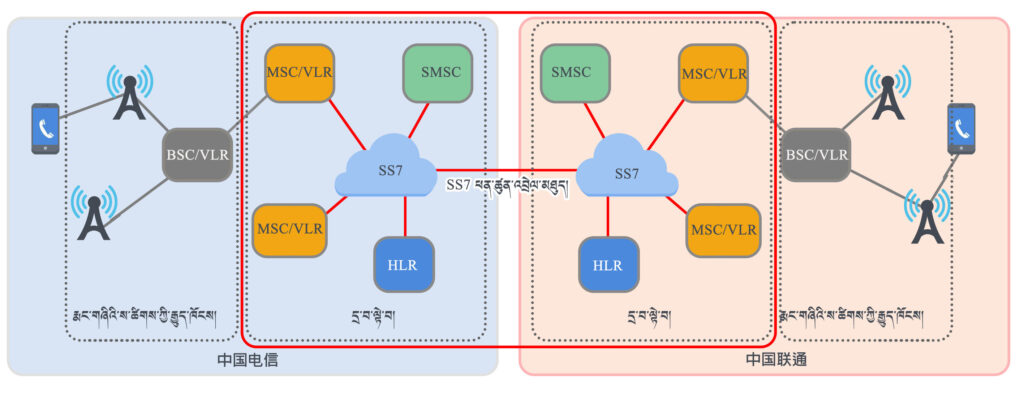 MSC/VLR
SMSC
SMSC
MSC/VLR
BSC/VLR
BSC/VLR
SS7
SS7
SS7 ཕན་ཚུན་འབྲེལ་མཐུད།
MSC/VLR
MSC/VLR
HLR
HLR
རྨང་གཞིའི་ས་ཚིགས་ཀྱི་རྒྱུད་ཁོངས།
དྲ་བ་ལྟེ་བ།
དྲ་བ་ལྟེ་བ།
རྨང་གཞིའི་ས་ཚིགས་ཀྱི་རྒྱུད་ཁོངས།
中国电信
中国联通